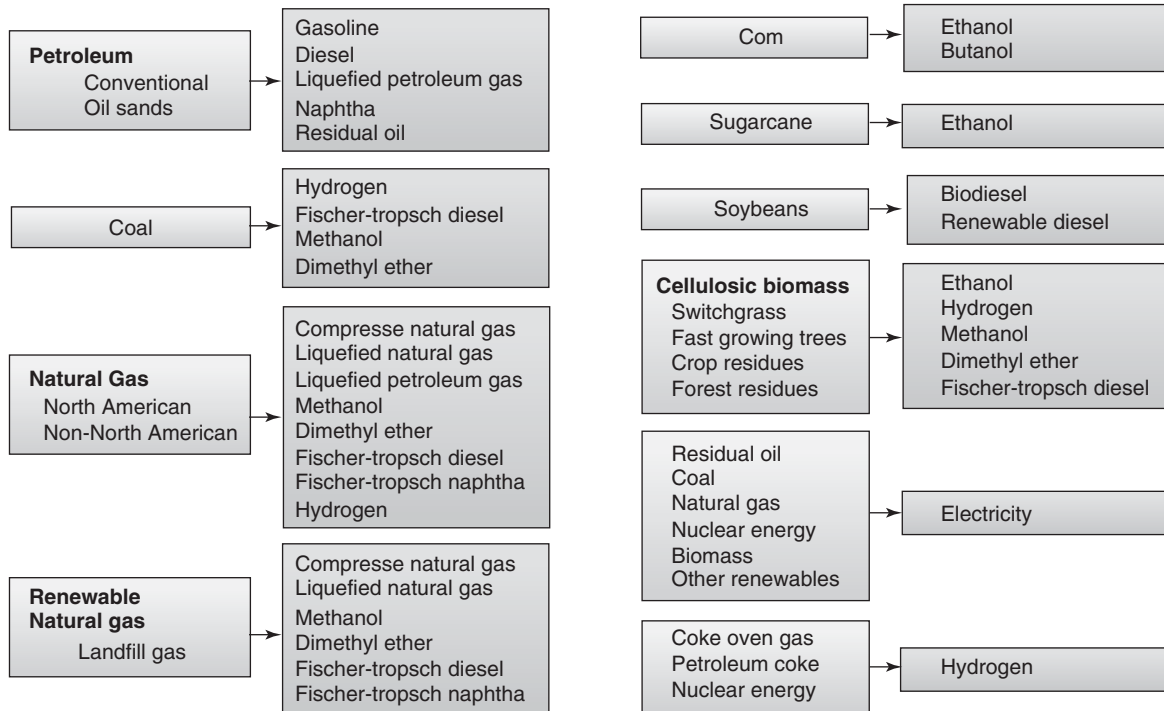 Petroleum
Conventional
Oil sands
Gasoline
Diesel
Liquefied petroleum gas
Naphtha
Residual oil
Coal
Hydrogen
Fischer-tropsch diesel
Methanol
Dimethyl ether
Natural Gas
North American
Non-North American
Compresse natural gas
Liquefied natural gas
Liquefied petroleum gas
Methanol
Dimethyl ether
Fischer-tropsch diesel
Fischer-tropsch naphtha
Hydrogen
Renewable
Natural gas
Landfill gas
Compresse natural gas
Liquefied natural gas
Methanol
Dimethyl ether
Fischer-tropsch diesel
Fischer-tropsch naphtha
Com
Ethanol
Butanol
Sugarcane
Ethanol
Soybeans
Biodiesel
Renewable diesel
Cellulosic biomass
Switchgrass
Fast growing trees
Crop residues
Forest residues
Ethanol
Hydrogen
Methanol
Dimethyl ether
Fischer-tropsch diesel
Residual oil
Coal
Natural gas
Nuclear energy
Biomass
Other renewables
Electricity
Coke oven gas
Petroleum coke
Nuclear energy
Hydrogen